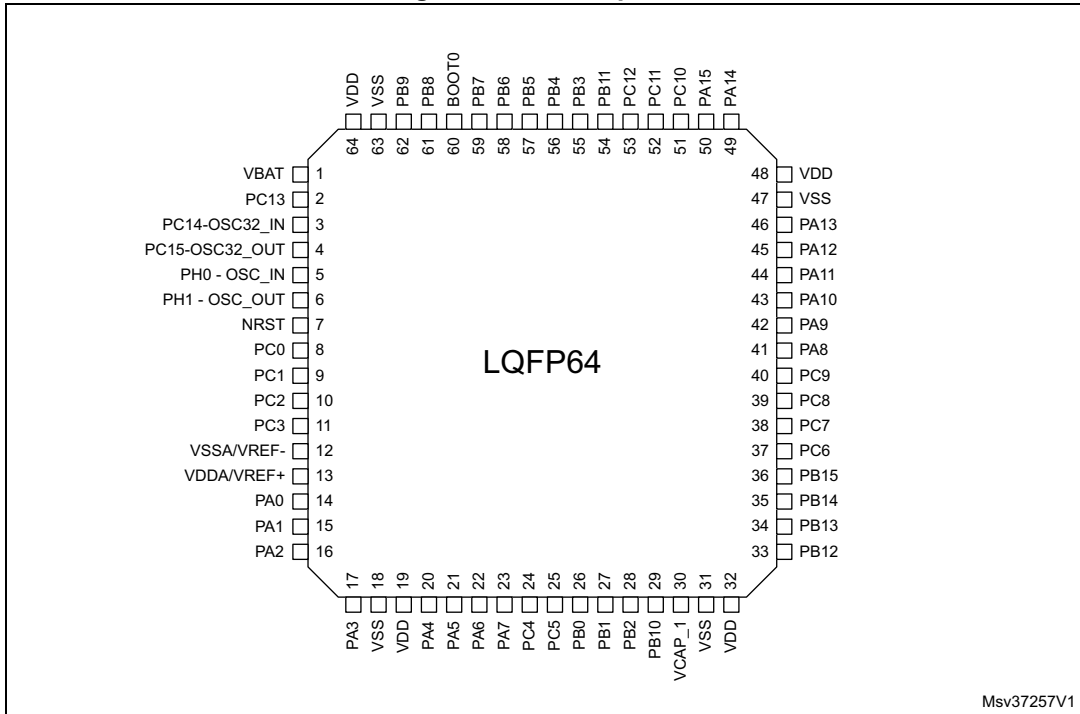 VDD
VSS
PB9
PB8
BOOT0
PB7
PB6
PB5
PB4
PB3
PB11
PC12
PC11
PC10
PA15
PA14
64
63
62
61
60
59
58
57
56
55
54
53
52
51
50
49
VBAT 1
PC13 2
PC14-OSC32_IN 3
PC15-OSC32_OUT 4
PH0 - OSC_IN 5
PH1 - OSC_OUT 6
NRST 7
PC0 8
PC1 9
PC2 10
PC3 11
VSSA/VREF- 12
VDDA/VREF+ 13
PA0 14
PA1 15
PA2 16
LQFP64
48 VDD
47 VSS
46 PA13
45 PA12
44 PA11
43 PA10
42 PA9
41 PA8
40 PC9
39 PC8
38 PC7
37 PC6
36 PB15
35 PB14
34 PB13
33 PB12
17
18
19
20
21
22
23
24
25
26
27
28
29
30
31
32
PA3
VSS
VDD
PA4
PA5
PA6
PA7
PC4
PC5
PB0
PB1
PB2
PB10
VCAP_1
VSS
VDD
Msv37257V1